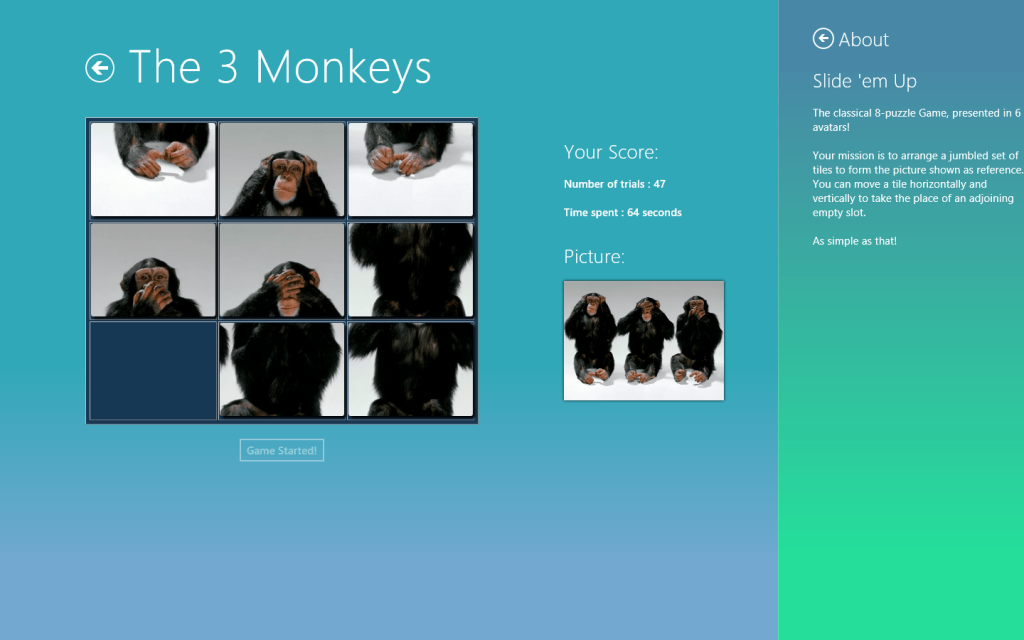 The 3 Monkeys
Your Score:
Number of trials : 47
Time spent : 64 seconds
Picture:
Game Started!
About
Slide 'em Up
The classical 8-puzzle Game, presented in 6
avatars!
Your mission is to arrange a jumbled set of
tiles to form the picture shown as reference.
You can move a tile horizontally and
vertically to take the place of an adjoining
empty slot.
As simple as that!